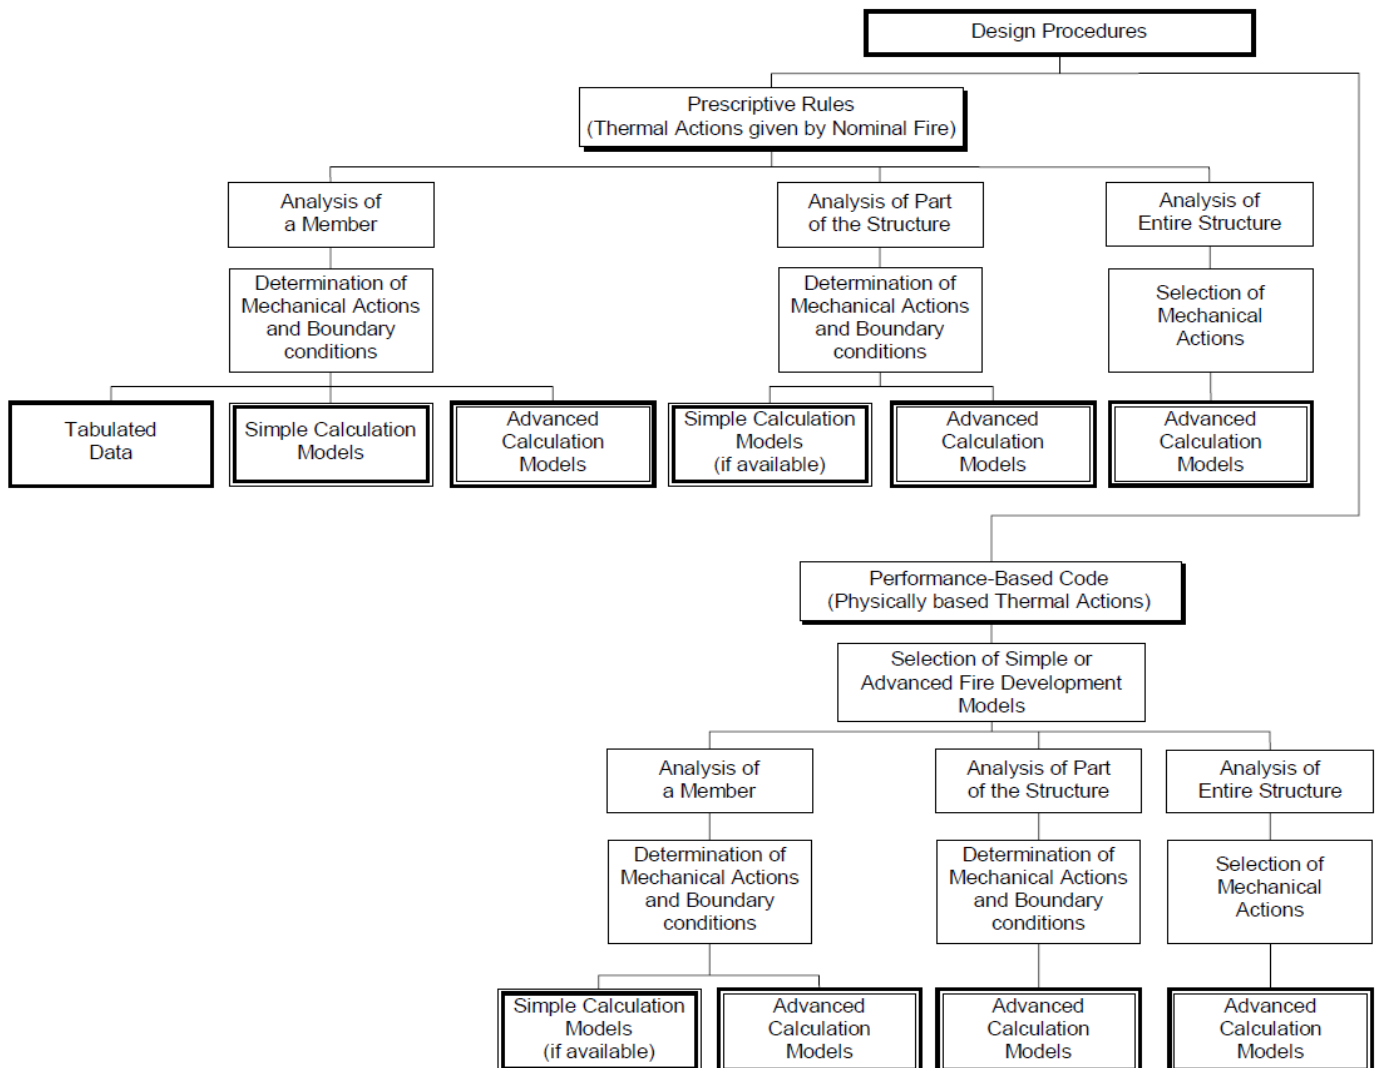 Design Procedures
Prescriptive Rules
(Thermal Actions given by Nominal Fire)
Analysis of
a Member
Analysis of Part
of the Structure
Analysis of
Entire Structure
Determination of
Mechanical Actions
and Boundary
conditions
Determination of
Mechanical Actions
and Boundary
conditions
Selection of
Mechanical
Actions
Tabulated
Data
Simple Calculation
Models
Advanced
Calculation
Models
Simple Calculation
Models
(if available)
Advanced
Calculation
Models
Advanced
Calculation
Models
Performance-Based Code
(Physically based Thermal Actions)
Selection of Simple or
Advanced Fire Development
Models
Analysis of
a Member
Analysis of Part
of the Structure
Analysis of
Entire Structure
Determination of
Mechanical Actions
and Boundary
conditions
Determination of
Mechanical Actions
and Boundary
conditions
Selection of
Mechanical
Actions
Simple Calculation
Models
(if available)
Advanced
Calculation
Models
Advanced
Calculation
Models
Advanced
Calculation
Models